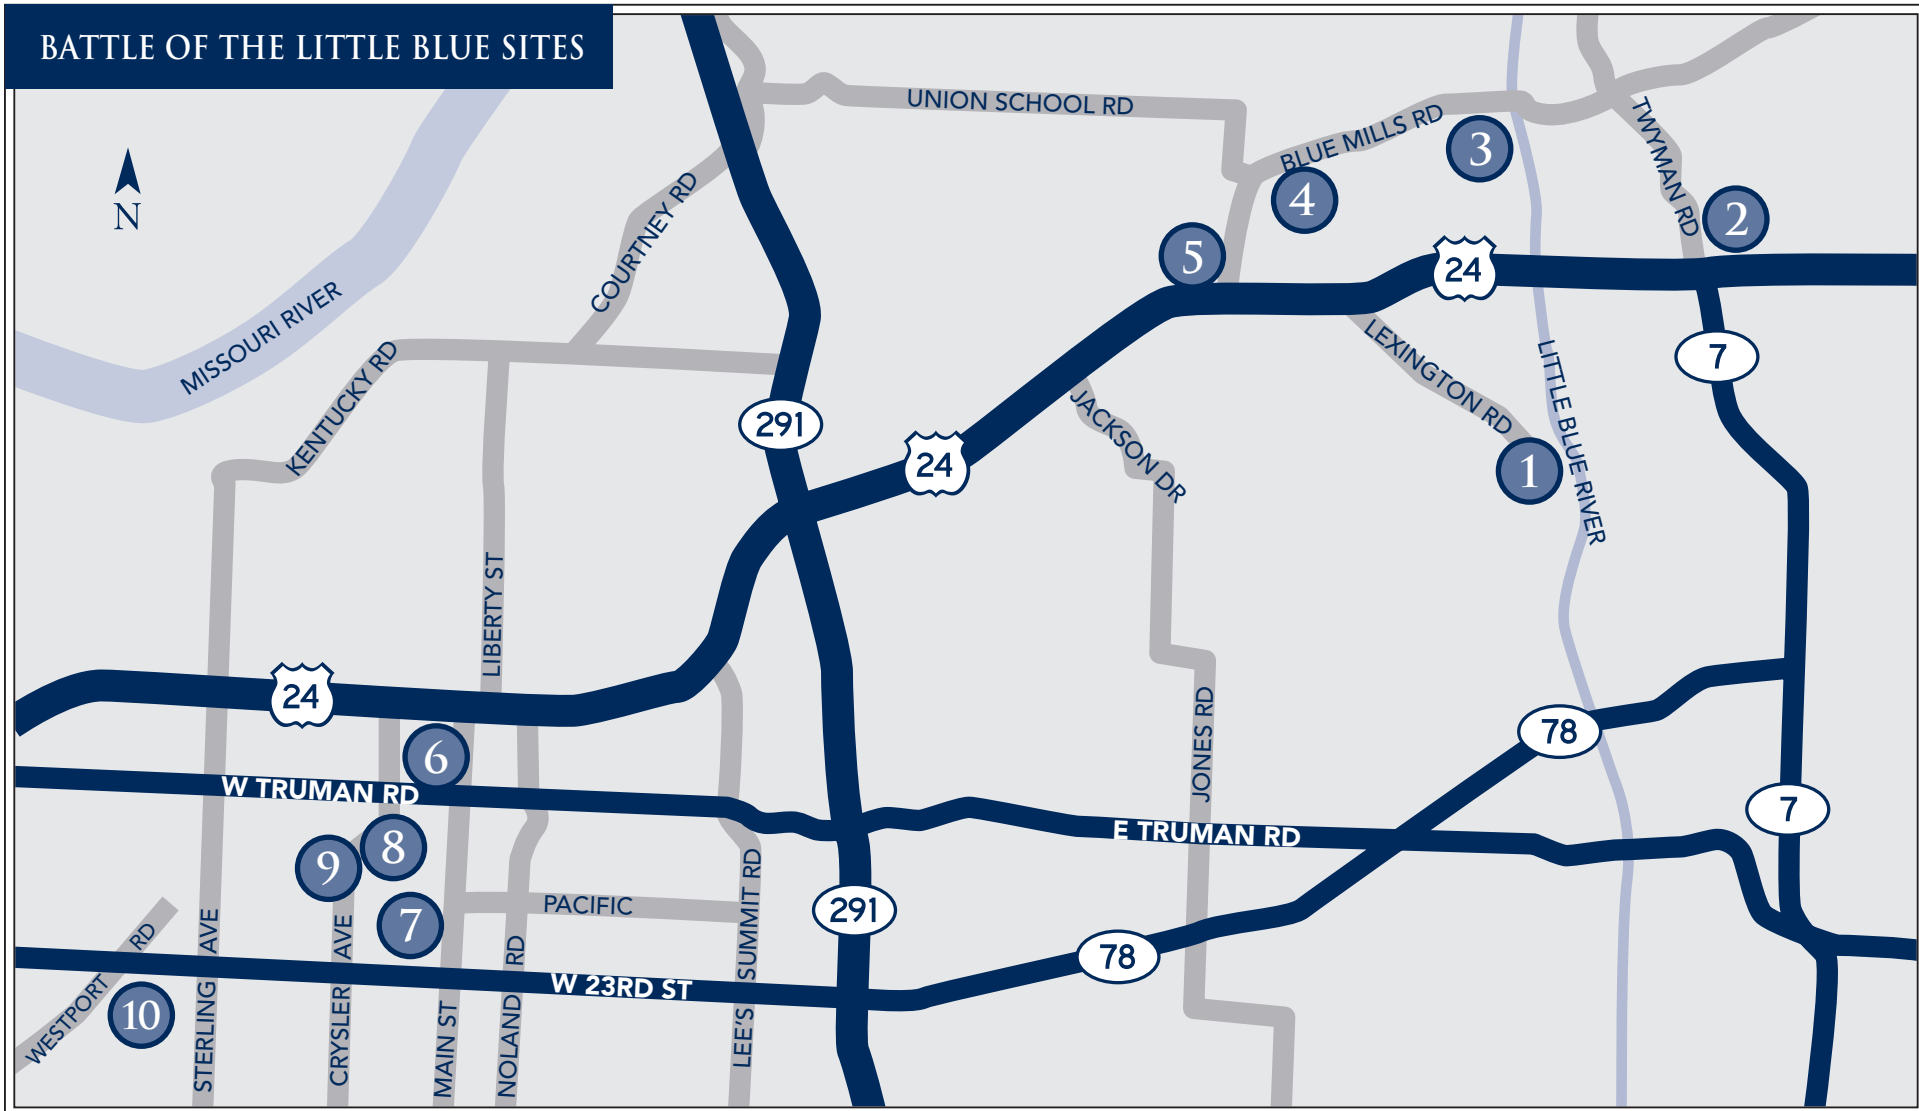 BATTLE OF THE LITTLE BLUE SITES
N
UNION SCHOOL RD
BLUE MILLS RD
TWYMAN RD
3
4
2
5
24
COURTNEY RD
MISSOURI RIVER
KENTUCKY RD
LEXINGTON RD
LITTLE BLUE RIVER
7
291
24
JACKSON DR
1
LIBERTY ST
24
6
JONES RD
78
W TRUMAN RD
E TRUMAN RD
7
8
9
7
PACIFIC
291
78
WESTPORT RD
10
STERLING AVE
CRYSLER AVE
MAIN ST
NOLAND RD
W 23RD ST
LEE'S SUMMIT RD